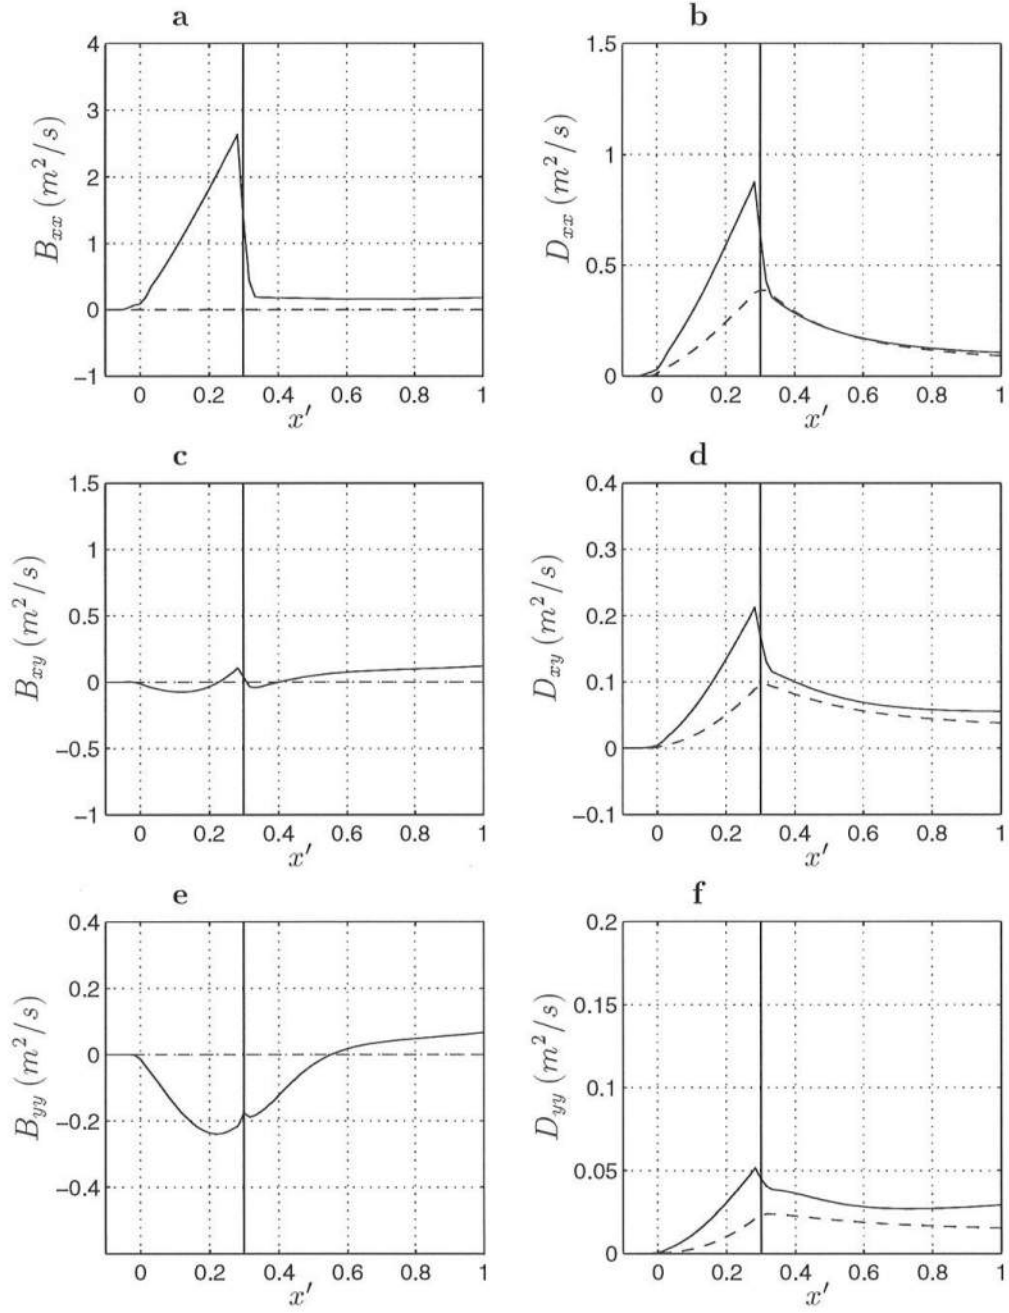 a
4
3
2
1
0
−1
B_xx (m²/s)
0 0.2 0.4 0.6 0.8 1
x′
b
1.5
1
0.5
0
D_xx (m²/s)
0 0.2 0.4 0.6 0.8 1
x′
c
1.5
1
0.5
0
−0.5
−1
B_xy (m²/s)
0 0.2 0.4 0.6 0.8 1
x′
d
0.4
0.3
0.2
0.1
0
−0.1
D_xy (m²/s)
0 0.2 0.4 0.6 0.8 1
x′
e
0.4
0.2
0
−0.2
−0.4
B_yy (m²/s)
0 0.2 0.4 0.6 0.8 1
x′
f
0.2
0.15
0.1
0.05
0
D_yy (m²/s)
0 0.2 0.4 0.6 0.8 1
x′